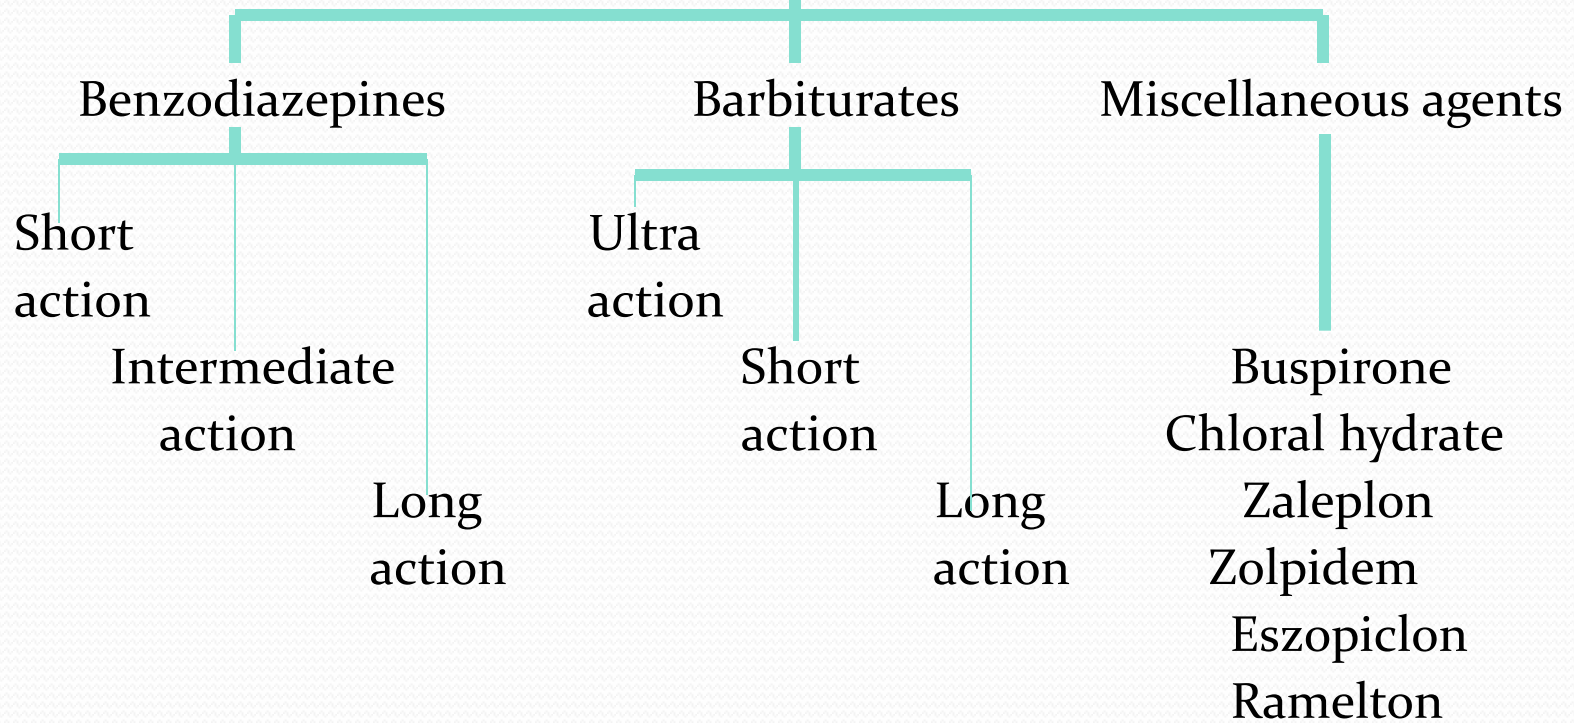 Benzodiazepines
Barbiturates
Miscellaneous agents
Short
action
Intermediate
action
Long
action
Ultra
action
Short
action
Long
action
Buspirone
Chloral hydrate
Zaleplon
Zolpidem
Eszopiclon
Ramelton